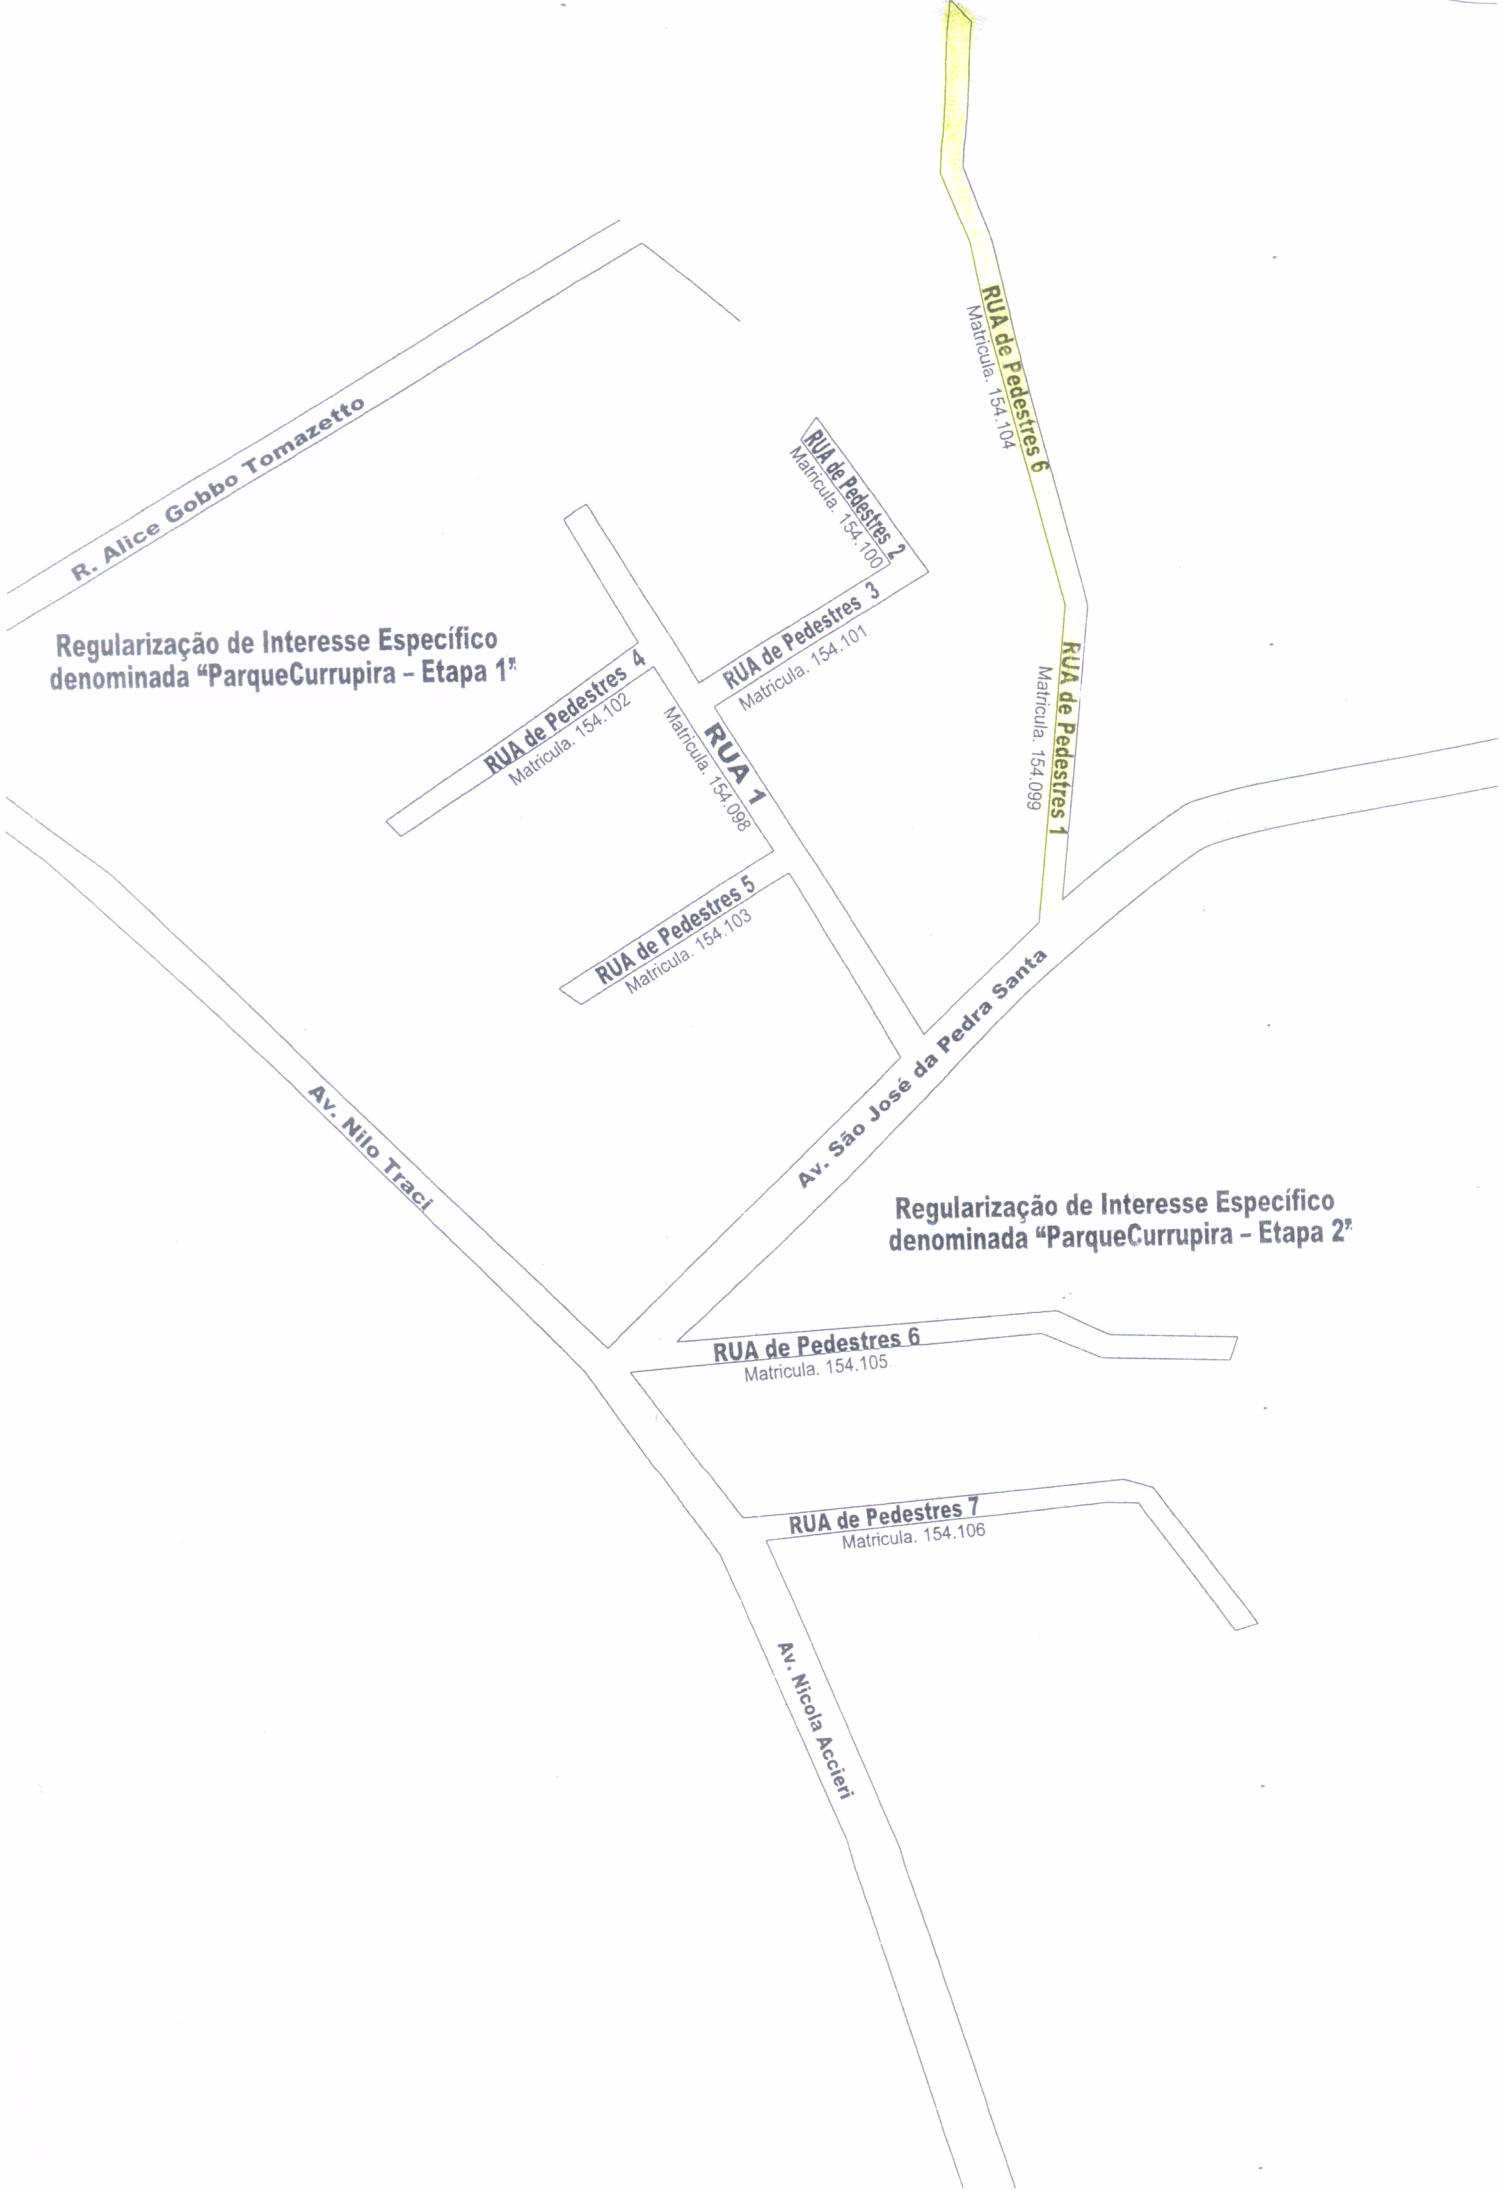 RUA de Pedestres 6
Matricula. 154.104
R. Alice Gobbo Tomazetto
RUA de Pedestres 2
Matricula. 154.100
RUA de Pedestres 3
Matricula. 154.101
Regularização de Interesse Específico
denominada “ParqueCurrupira – Etapa 1”.
RUA de Pedestres 4
Matricula. 154.102
RUA 1
Matricula. 154.098
RUA de Pedestres 1
Matricula. 154.099
RUA de Pedestres 5
Matricula. 154.103
Av. São José da Pedra Santa
Av. Nilo Traci
Regularização de Interesse Específico
denominada “ParqueCurrupira – Etapa 2”.
RUA de Pedestres 6
Matricula. 154.105
RUA de Pedestres 7
Matricula. 154.106
Av. Nicola Accieri